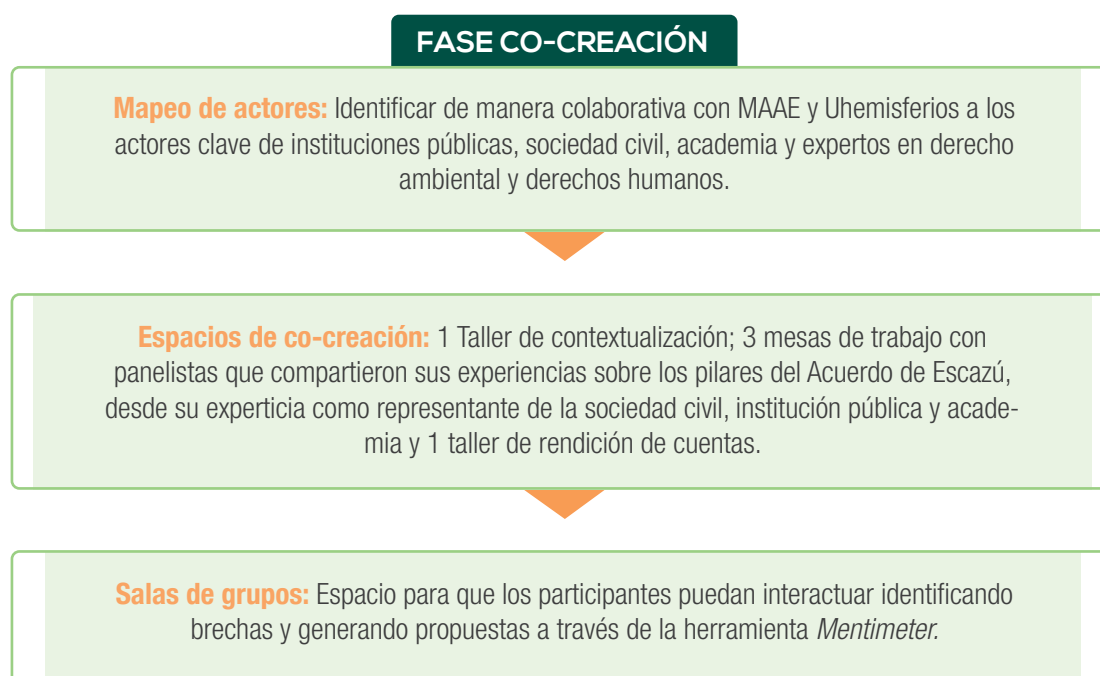 FASE CO-CREACIÓN
Mapeo de actores: Identificar de manera colaborativa con MAAE y Uhemisferios a los
actores clave de instituciones públicas, sociedad civil, academia y expertos en derecho
ambiental y derechos humanos.
Espacios de co-creación: 1 Taller de contextualización; 3 mesas de trabajo con
panelistas que compartieron sus experiencias sobre los pilares del Acuerdo de Escazú,
desde su experticia como representante de la sociedad civil, institución pública y acade-
mia y 1 taller de rendición de cuentas.
Salas de grupos: Espacio para que los participantes puedan interactuar identificando
brechas y generando propuestas a través de la herramienta Mentimeter.